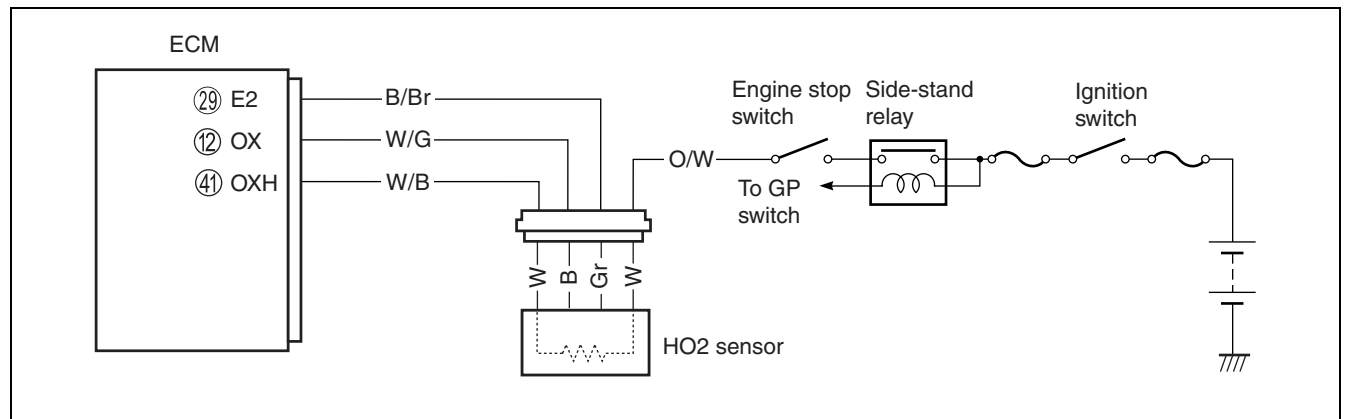 ECM
29 E2
12 OX
41 OXH
B/Br
W/G
W/B
O/W
Engine stop
switch
Side-stand
relay
Ignition
switch
To GP
switch
W
B
Gr
W
HO2 sensor